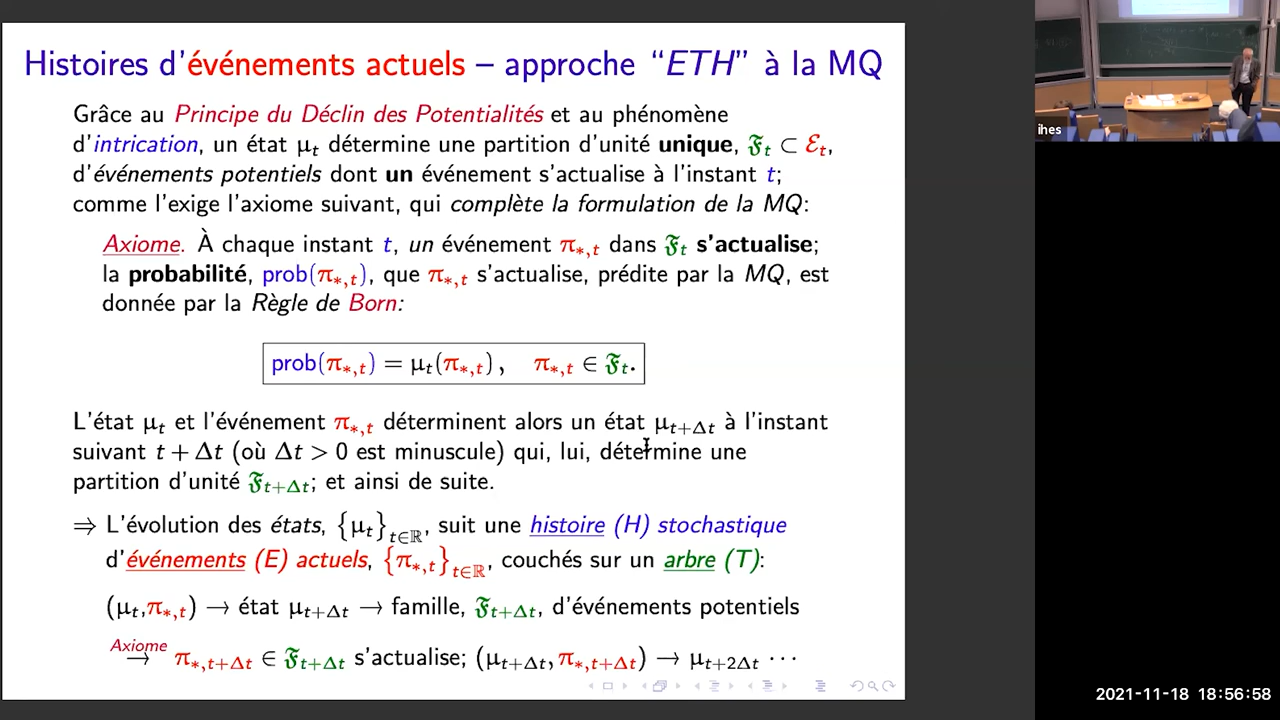 Histoires d'événements actuels – approche “ETH” à la MQ
Grâce au Principe du Déclin des Potentialités et au phénomène
d'intrication, un état μ_t détermine une partition d'unité unique, 𝔉_t ⊂ ℰ_t,
d'événements potentiels dont un événement s'actualise à l'instant t;
comme l'exige l'axiome suivant, qui complète la formulation de la MQ:
Axiome. À chaque instant t, un événement π_{*,t} dans 𝔉_t s'actualise;
la probabilité, prob(π_{*,t}), que π_{*,t} s'actualise, prédite par la MQ, est
donnée par la Règle de Born:
prob(π_{*,t}) = μ_t(π_{*,t}), π_{*,t} ∈ 𝔉_t.
L'état μ_t et l'événement π_{*,t} déterminent alors un état μ_{t+Δt} à l'instant
suivant t + Δt (où Δt > 0 est minuscule) qui, lui, détermine une
partition d'unité 𝔉_{t+Δt}; et ainsi de suite.
⇒ L'évolution des états, {μ_t}_{t∈ℝ}, suit une histoire (H) stochastique
d'événements (E) actuels, {π_{*,t}}_{t∈ℝ}, couchés sur un arbre (T):
(μ_t,π_{*,t}) → état μ_{t+Δt} → famille, 𝔉_{t+Δt}, d'événements potentiels
Axiome
→ π_{*,t+Δt} ∈ 𝔉_{t+Δt} s'actualise; (μ_{t+Δt},π_{*,t+Δt}) → μ_{t+2Δt} ···
ihes
2021-11-18 18:56:58